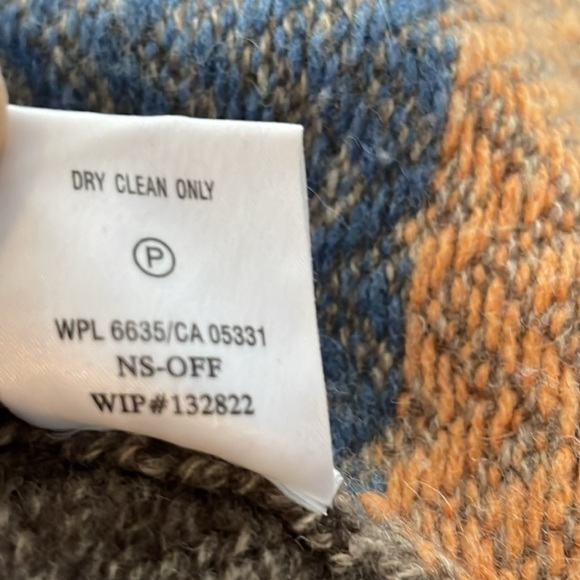 DRY CLEAN ONLY
P
WPL 6635/CA 05331
NS-OFF
WIP#132822